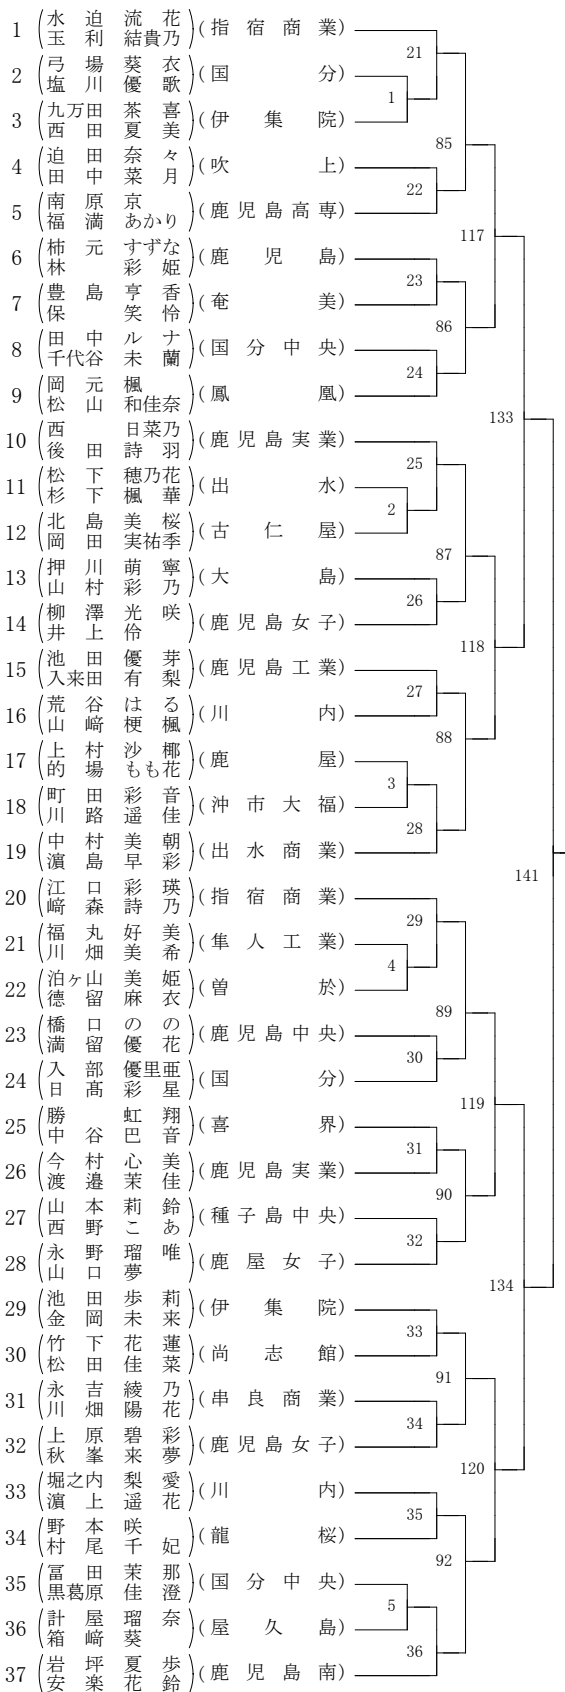 1 水迫流花 (指宿商業)
玉利結貴乃
2 弓場葵衣 (国分)
塩川優歌
3 九万田茶喜 (伊集院)
西田夏美
4 迫田奈々 (吹上)
田中菜月
5 南原京 (鹿児島高専)
福満あかり
6 柿元すずな (鹿児島)
林彩姫
7 豊島亨香 (奄美)
保笑怜
8 田中ルナ (国分中央)
千代谷未蘭
9 岡元楓 (鳳凰)
松山和佳奈
10 西日菜乃 (鹿児島実業)
後田詩羽
11 松下穂乃花 (出水)
杉下楓華
12 北島美桜 (古仁屋)
岡田実祐季
13 押川萌寧 (大島)
山村彩乃
14 柳澤光咲 (鹿児島女子)
井上伶
15 池田優芽 (鹿児島工業)
入来田有梨
16 荒谷はる (川内)
山﨑梗楓
17 上村沙椰 (鹿屋)
的場もも花
18 町田彩音 (沖市大福)
川路遥佳
19 中村美朝 (出水商業)
濵島早彩
20 江口彩瑛 (指宿商業)
﨑森詩乃
21 福丸好美 (隼人工業)
川畑美希
22 泊ヶ山美姫 (曽於)
德留麻衣
23 橋口のの (鹿児島中央)
満留優花
24 入部優里亜 (国分)
日髙彩星
25 勝虹翔 (喜界)
中谷巴音
26 今村心美 (鹿児島実業)
渡邉茉佳
27 山本莉鈴 (種子島中央)
西野こあ
28 永野瑠唯 (鹿屋女子)
山口夢
29 池田歩莉 (伊集院)
金岡未来
30 竹下花蓮 (尚志館)
松田佳菜
31 永吉綾乃 (串良商業)
川畑陽花
32 上原碧彩 (鹿児島女子)
秋峯来夢
33 堀之内梨愛 (川内)
濵上遥花
34 野本咲 (龍桜)
村尾千妃
35 冨田茉那 (国分中央)
黒葛原佳澄
36 計屋瑠奈 (屋久島)
箱﨑葵
37 岩坪夏歩 (鹿児島南)
安楽花鈴
1
2
3
4
5
21
22
23
24
25
26
27
28
29
30
31
32
33
34
35
36
85
86
87
88
89
90
91
92
117
118
119
120
133
134
141